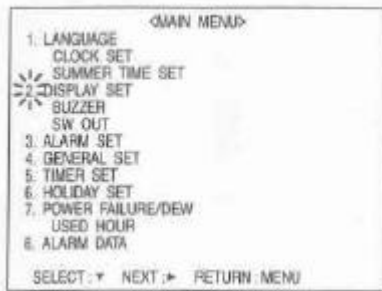 <MAIN MENU>
1. LANGUAGE
CLOCK SET
SUMMER TIME SET
2. DISPLAY SET
BUZZER
SW OUT
3. ALARM SET
4. GENERAL SET
5. TIMER SET
6. HOLIDAY SET
7. POWER FAILURE/DEW
USED HOUR
8. ALARM DATA
SELECT:▼ NEXT:► RETURN:MENU